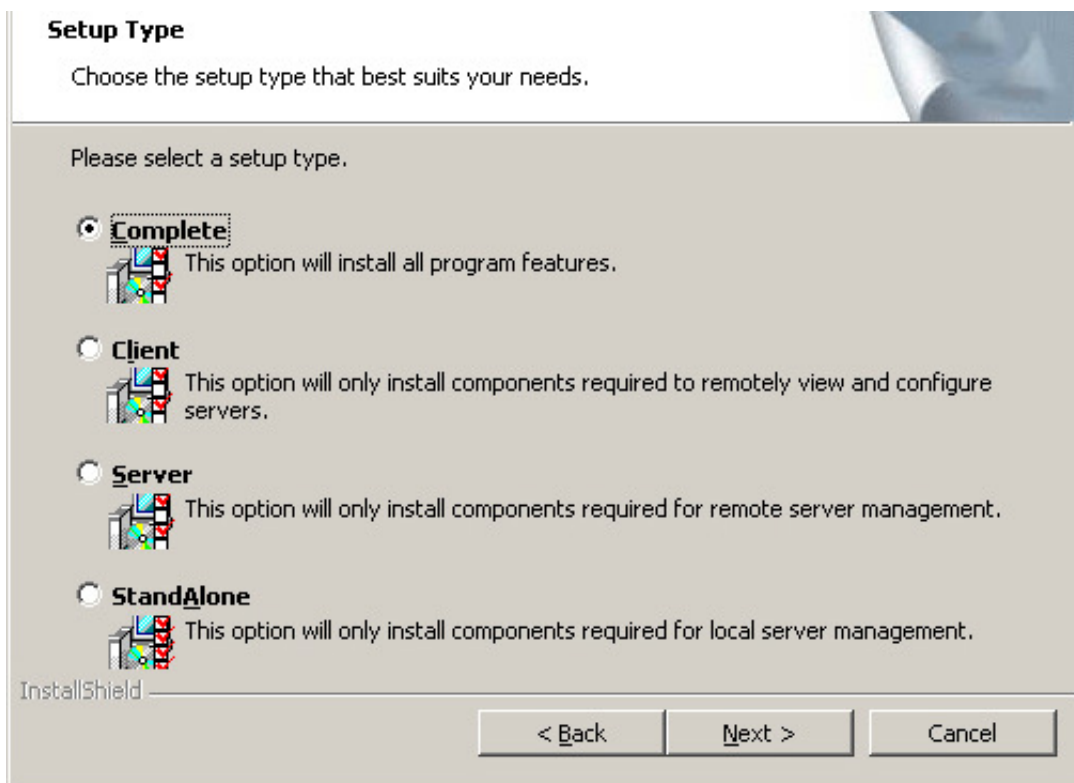 Setup Type
Choose the setup type that best suits your needs.
Please select a setup type.
Complete
This option will install all program features.
Client
This option will only install components required to remotely view and configure
servers.
Server
This option will only install components required for remote server management.
StandAlone
This option will only install components required for local server management.
InstallShield
< Back
Next >
Cancel